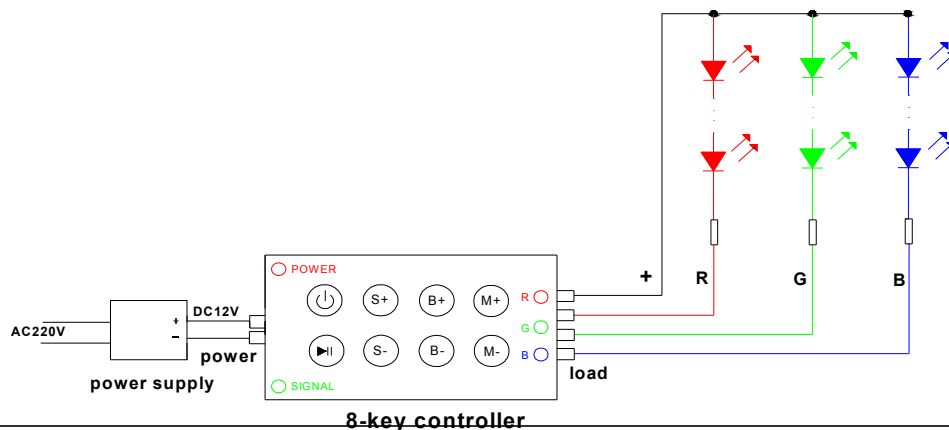 + R G B
POWER
S+ B+ M+ R
DC12V + G
AC220V
− power S- B- M- B
load
power supply
SIGNAL
8-key controller